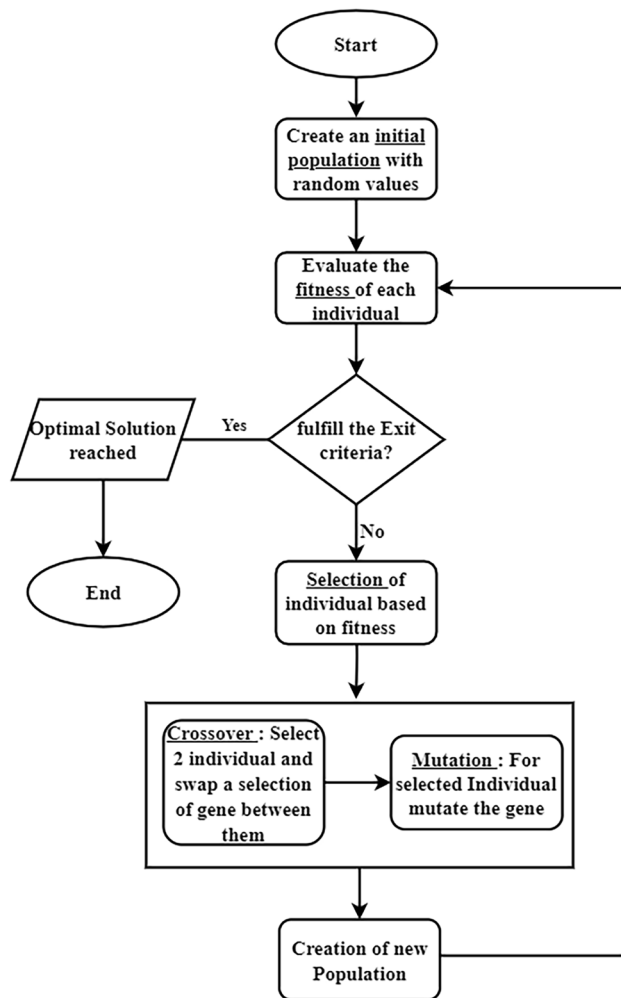 Start
Create an initial
population with
random values
Evaluate the
fitness of each
individual
fulfill the Exit
criteria?
Yes
Optimal Solution
reached
End
No
Selection of
individual based
on fitness
Crossover : Select
2 individual and
swap a selection
of gene between
them
Mutation : For
selected Individual
mutate the gene
Creation of new
Population